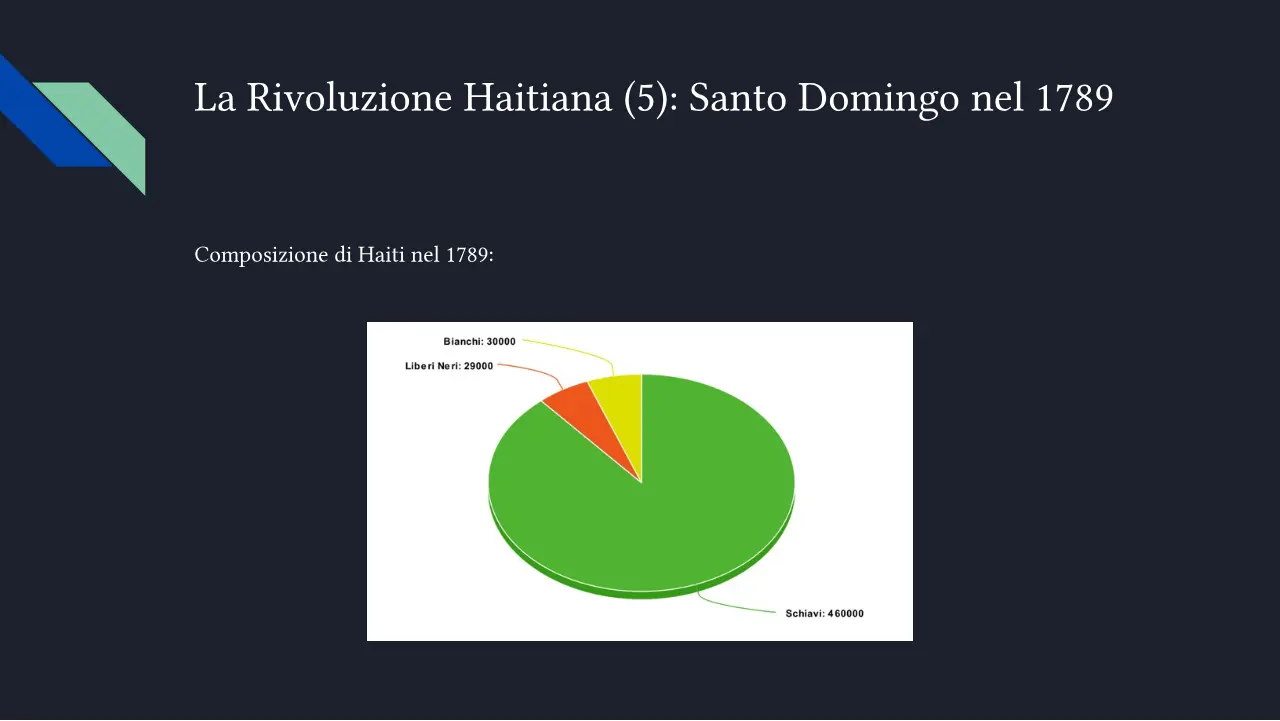 La Rivoluzione Haitiana (5): Santo Domingo nel 1789
Composizione di Haiti nel 1789:
Bianchi: 30000
Liberi Neri: 29000
Schiavi: 460000